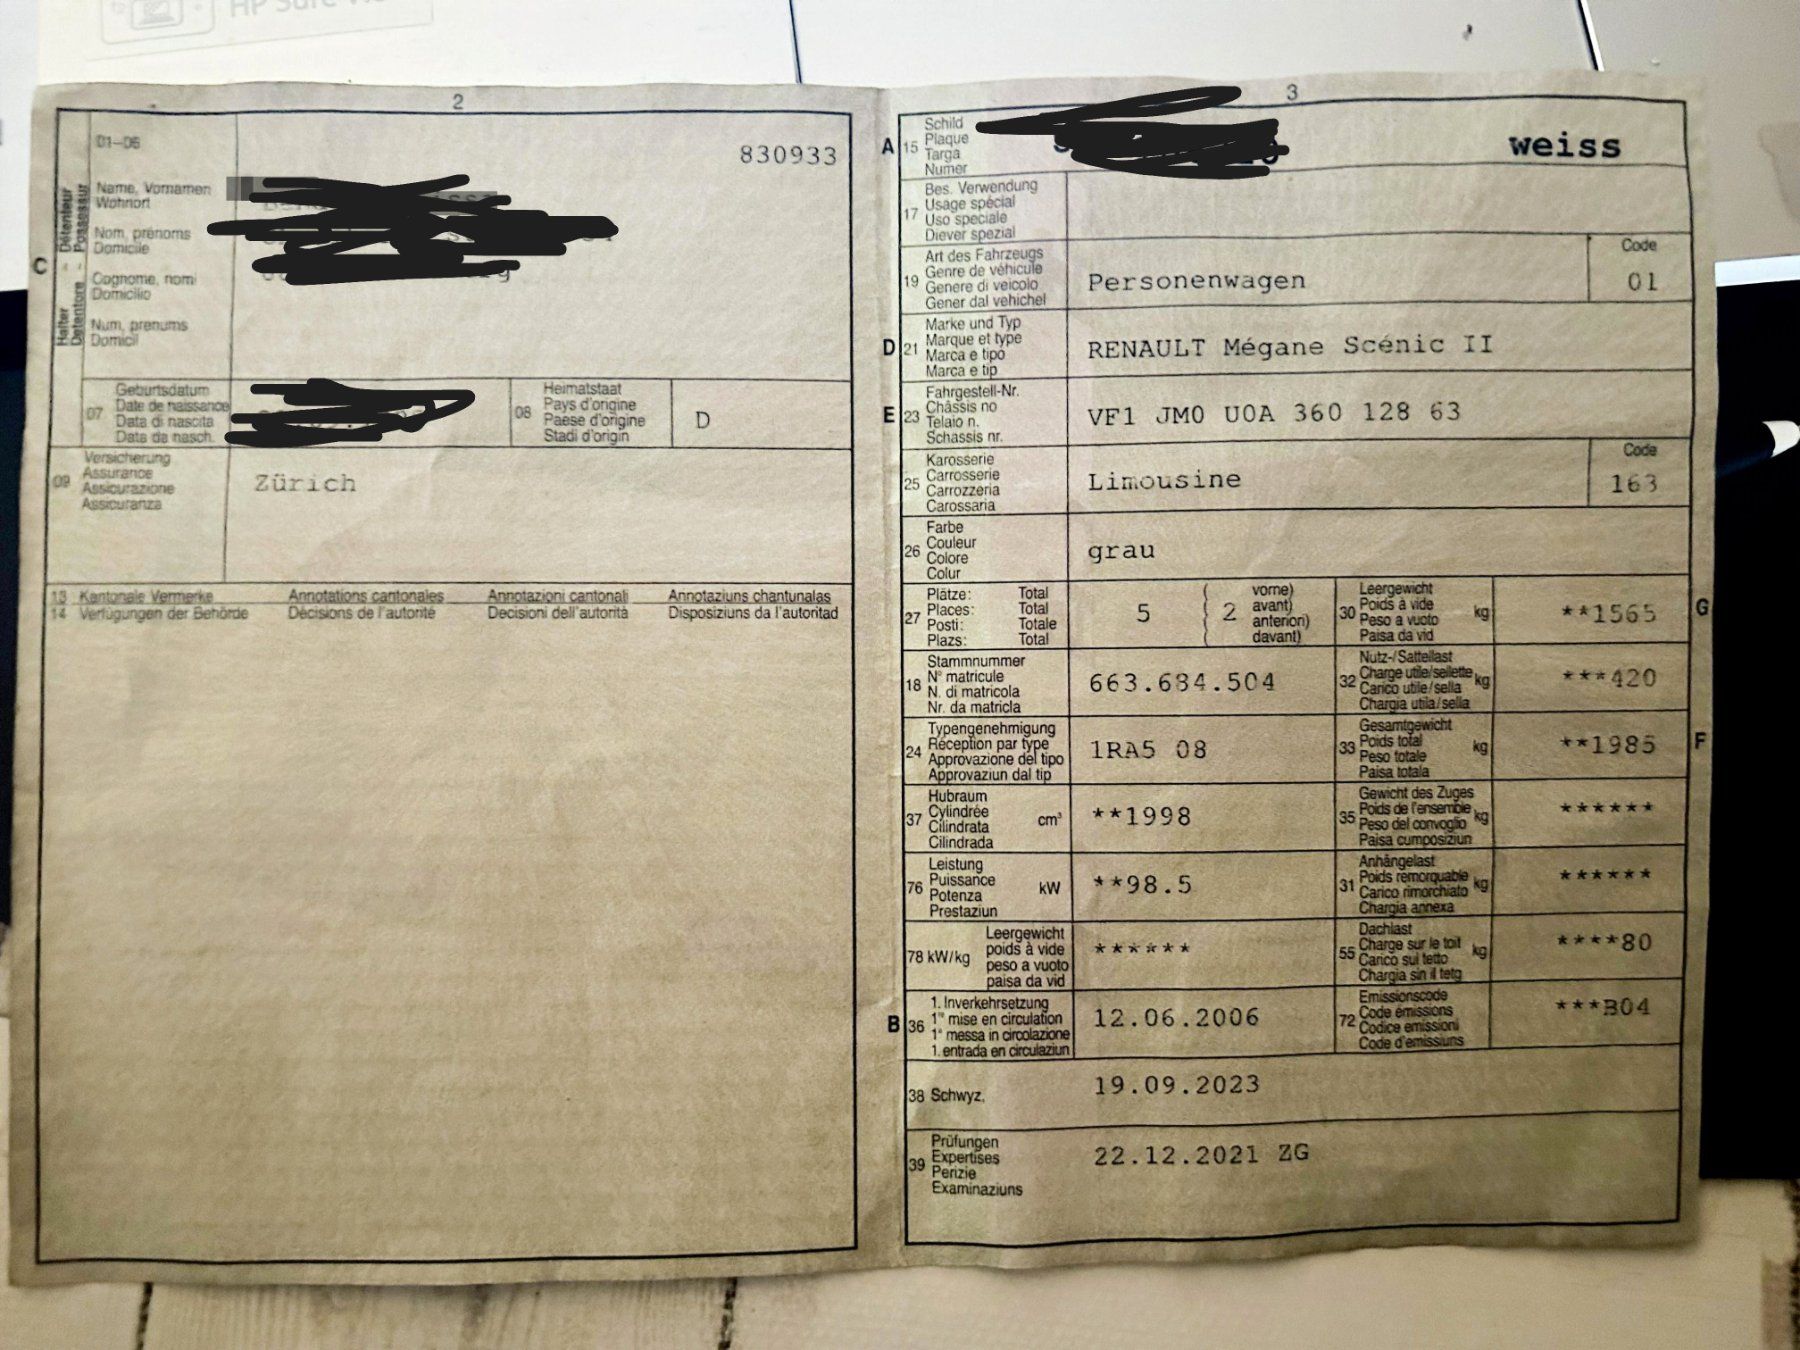 2
01–06
830933
C
Halter Détenteur
Detentore Possessur
Name, Vornamen
Wohnort
Nom, prénoms
Domicile
Cognome, nomi
Domicilio
Num, prenums
Domicil
07
Geburtsdatum
Date de naissance
Data di nascita
Data da nasch.
08
Heimatstaat
Pays d'origine
Paese d'origine
Stadi d'origin
D
09
Versicherung
Assurance
Assicurazione
Assicuranza
Zürich
13 Kantonale Vermerke Annotations cantonales Annotazioni cantonali Annotaziuns chantunalas
14 Verfügungen der Behörde Décisions de l'autorité Decisioni dell'autorità Disposiziuns da l'autoritad
3
A
15
Schild
Plaque
Targa
Numer
weiss
17
Bes. Verwendung
Usage spécial
Uso speciale
Diever spezial
19
Art des Fahrzeugs
Genre de véhicule
Genere di veicolo
Gener dal vehichel
Personenwagen
Code
01
D
21
Marke und Typ
Marque et type
Marca e tipo
Marca e tip
RENAULT Mégane Scénic II
E
23
Fahrgestell-Nr.
Châssis no
Telaio n.
Schassis nr.
VF1 JM0 U0A 360 128 63
25
Karosserie
Carrosserie
Carrozzeria
Carossaria
Limousine
Code
163
26
Farbe
Couleur
Colore
Colur
grau
27
Plätze: Total
Places: Total
Posti: Totale
Plazs: Total
5
2
vorne)
avant)
anterion)
davant)
30
Leergewicht
Poids à vide
Peso a vuoto
Paisa da vid
kg
**1565
G
18
Stammnummer
N° matricule
N. di matricola
Nr. da matricla
663.684.504
32
Nutz-/Sattellast
Charge utile/sellette
Carico utile/sella
Chargia utila/sella
kg
***420
24
Typengenehmigung
Réception par type
Approvazione del tipo
Approvaziun dal tip
1RA5 08
33
Gesamtgewicht
Poids total
Peso totale
Paisa totala
kg
**1985
F
37
Hubraum
Cylindrée
Cilindrata
Cilindrada
cm³
**1998
35
Gewicht des Zuges
Poids de l'ensemble
Peso del convoglio
Paisa cumposiziun
kg
******
76
Leistung
Puissance
Potenza
Prestaziun
kW
**98.5
31
Anhängelast
Poids remorquable
Carico rimorchiato
Chargia annexa
kg
******
78 kW/kg
Leergewicht
poids à vide
peso a vuoto
paisa da vid
******
55
Dachlast
Charge sur le toit
Carico sul tetto
Chargia sin il tetg
kg
****80
B
36
1. Inverkehrsetzung
1re mise en circulation
1a messa in circolazione
1. entrada en circulaziun
12.06.2006
72
Emissionscode
Code émissions
Codice emissioni
Code d'emissiuns
***B04
38 Schwyz,
19.09.2023
39
Prüfungen
Expertises
Perizie
Examinaziuns
22.12.2021 ZG